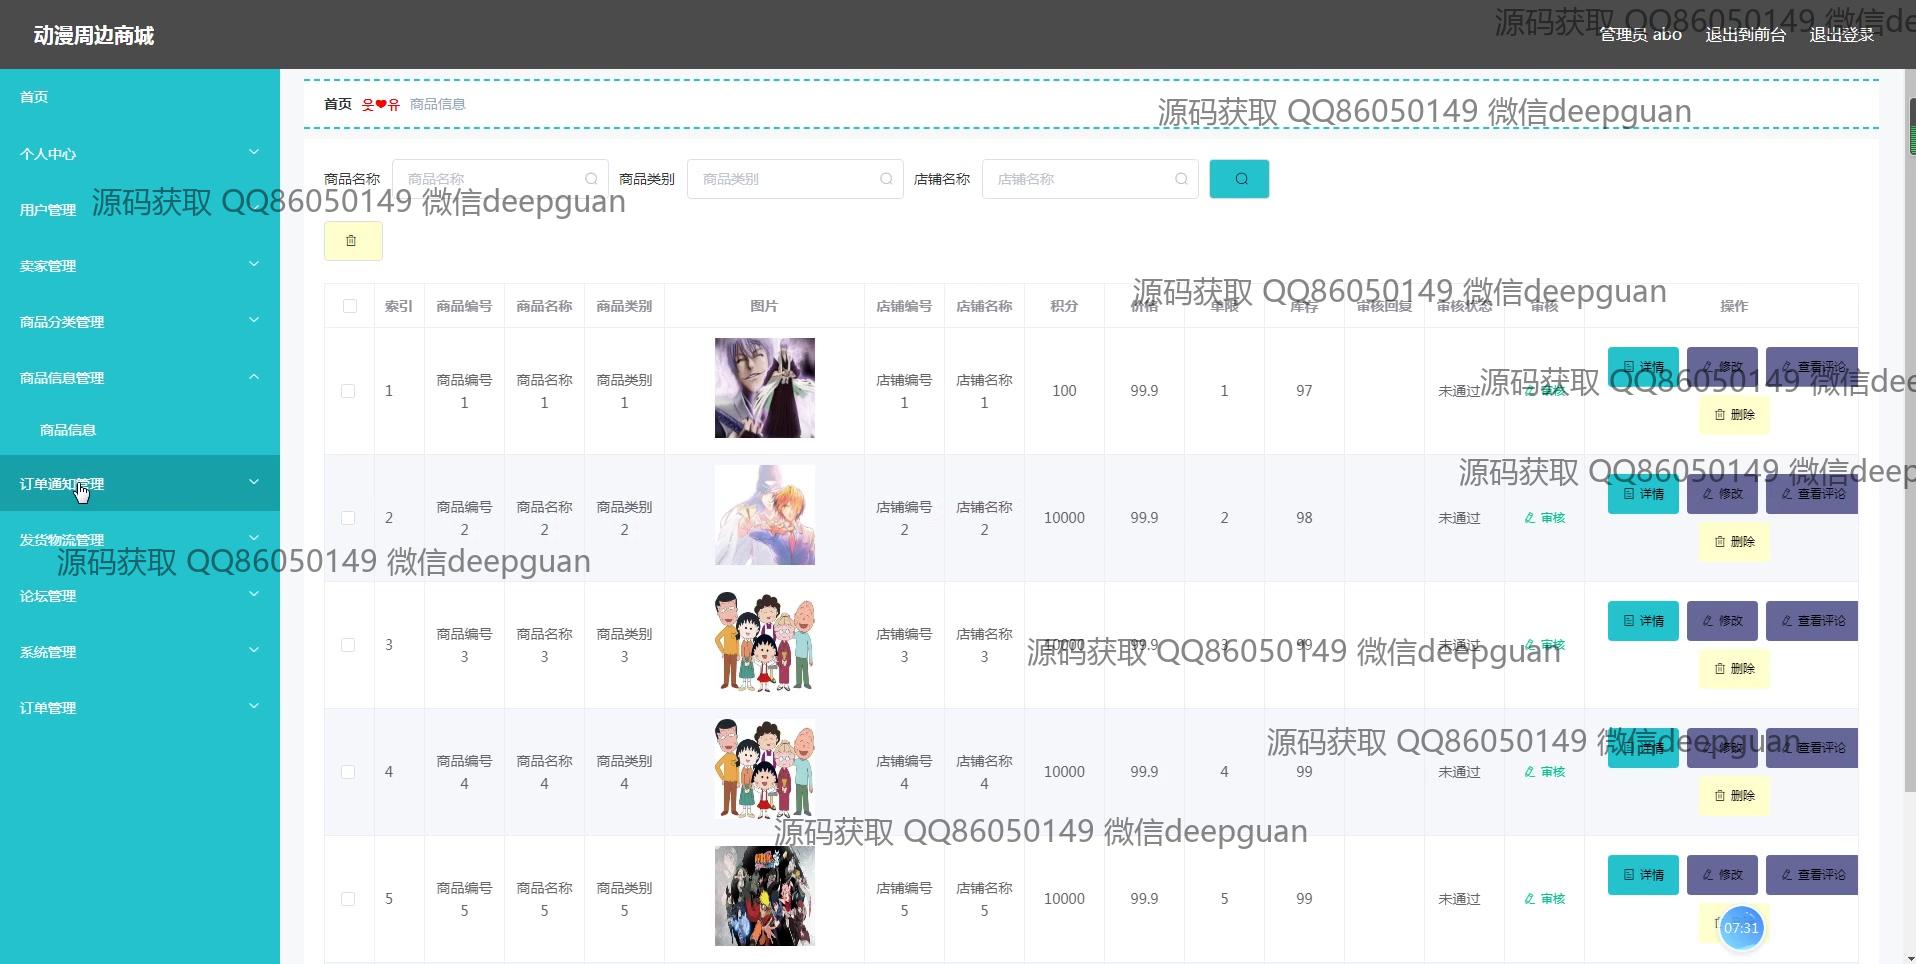 动漫周边商城
管理员 abo 退出到前台 退出登录
源码获取 QQ86050149 微信de
首页
个人中心
用户管理
卖家管理
商品分类管理
商品信息管理
商品信息
订单通知管理
发货物流管理
论坛管理
系统管理
订单管理
首页 商品信息
源码获取 QQ86050149 微信deepguan
商品名称 商品名称 商品类别 商品类别 店铺名称 店铺名称
源码获取 QQ86050149 微信deepguan
源码获取 QQ86050149 微信deepguan
索引 商品编号 商品名称 商品类别 图片 店铺编号 店铺名称 积分 价格 单限 库存 审核回复 审核状态 审核 操作
1 商品编号1 商品名称1 商品类别1 店铺编号1 店铺名称1 100 99.9 1 97 未通过 审核 详情 修改 查看评论
删除
源码获取 QQ86050149 微信dee
源码获取 QQ86050149 微信deep
2 商品编号2 商品名称2 商品类别2 店铺编号2 店铺名称2 10000 99.9 2 98 未通过 审核 详情 修改 查看评论
删除
源码获取 QQ86050149 微信deepguan
3 商品编号3 商品名称3 商品类别3 店铺编号3 店铺名称3 10000 99.9 3 99 未通过 审核 详情 修改 查看评论
删除
源码获取 QQ86050149 微信deepguan
源码获取 QQ86050149 微信deepguan
4 商品编号4 商品名称4 商品类别4 店铺编号4 店铺名称4 10000 99.9 4 99 未通过 审核 详情 修改 查看评论
删除
源码获取 QQ86050149 微信deepguan
5 商品编号5 商品名称5 商品类别5 店铺编号5 店铺名称5 10000 99.9 5 99 未通过 审核 详情 修改 查看评论
07:31